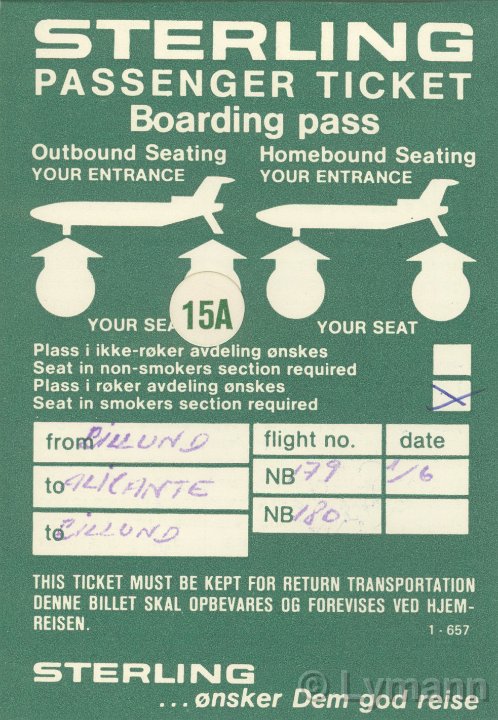 STERLING
PASSENGER TICKET
Boarding pass
Outbound Seating
YOUR ENTRANCE
Homebound Seating
YOUR ENTRANCE
15A
YOUR SEA
YOUR SEAT
Plass i ikke-røker avdeling ønskes
Seat in non-smokers section required
Plass i røker avdeling ønskes
Seat in smokers section required
from BILLUND
flight no.
date
to ALICANTE
NB 179
1/6
to BILLUND
NB 180
THIS TICKET MUST BE KEPT FOR RETURN TRANSPORTATION
DENNE BILLET SKAL OPBEVARES OG FOREVISES VED HJEM-
REISEN.
1 - 657
STERLING
...ønsker Dem god reise
© Lymann